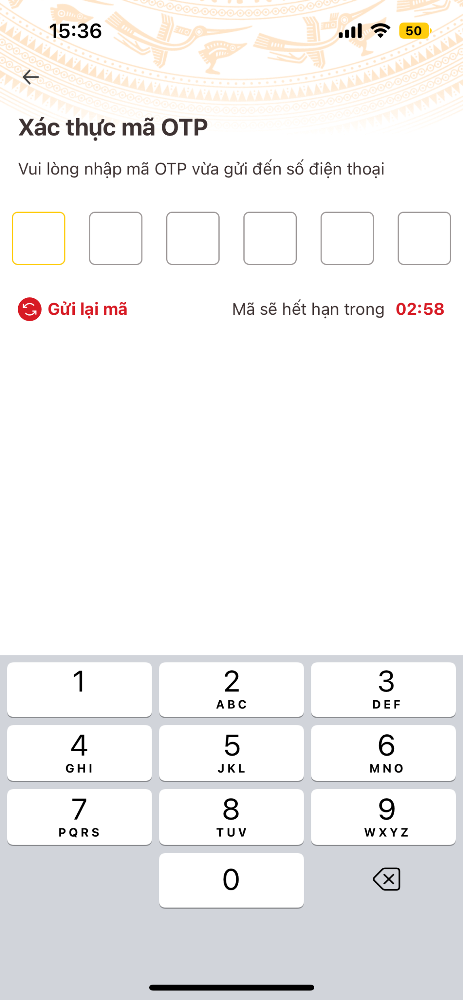 15:36
50
Xác thực mã OTP
Vui lòng nhập mã OTP vừa gửi đến số điện thoại
Gửi lại mã
Mã sẽ hết hạn trong 02:58
1
2
3
ABC
DEF
4
5
6
GHI
JKL
MNO
7
8
9
PQRS
TUV
WXYZ
0